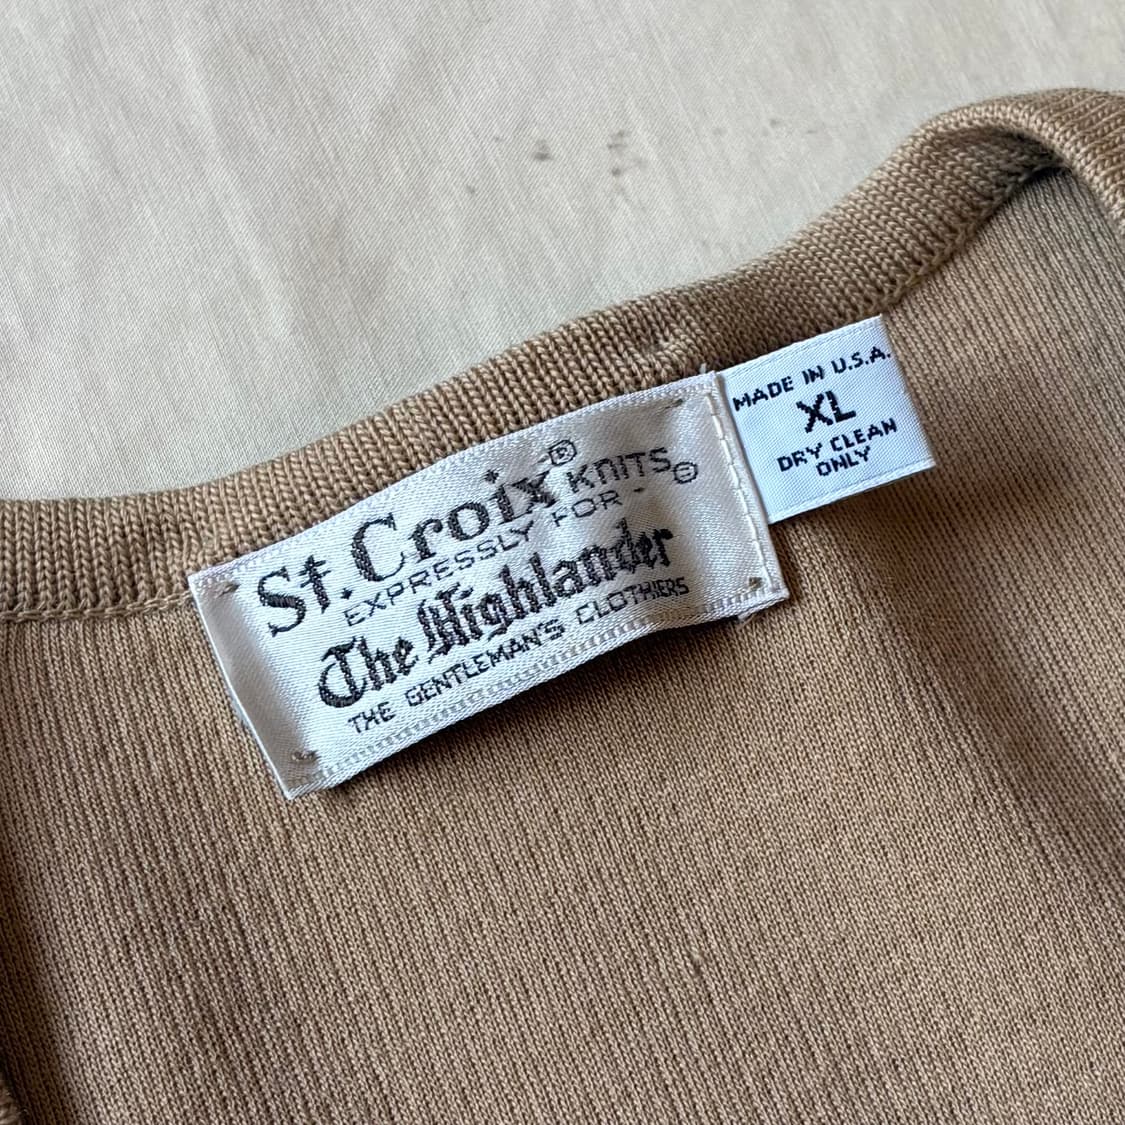 St. Croix® KNITS®
EXPRESSLY FOR -
The Highlander
THE GENTLEMAN'S CLOTHIERS
MADE IN U.S.A.
XL
DRY CLEAN
ONLY